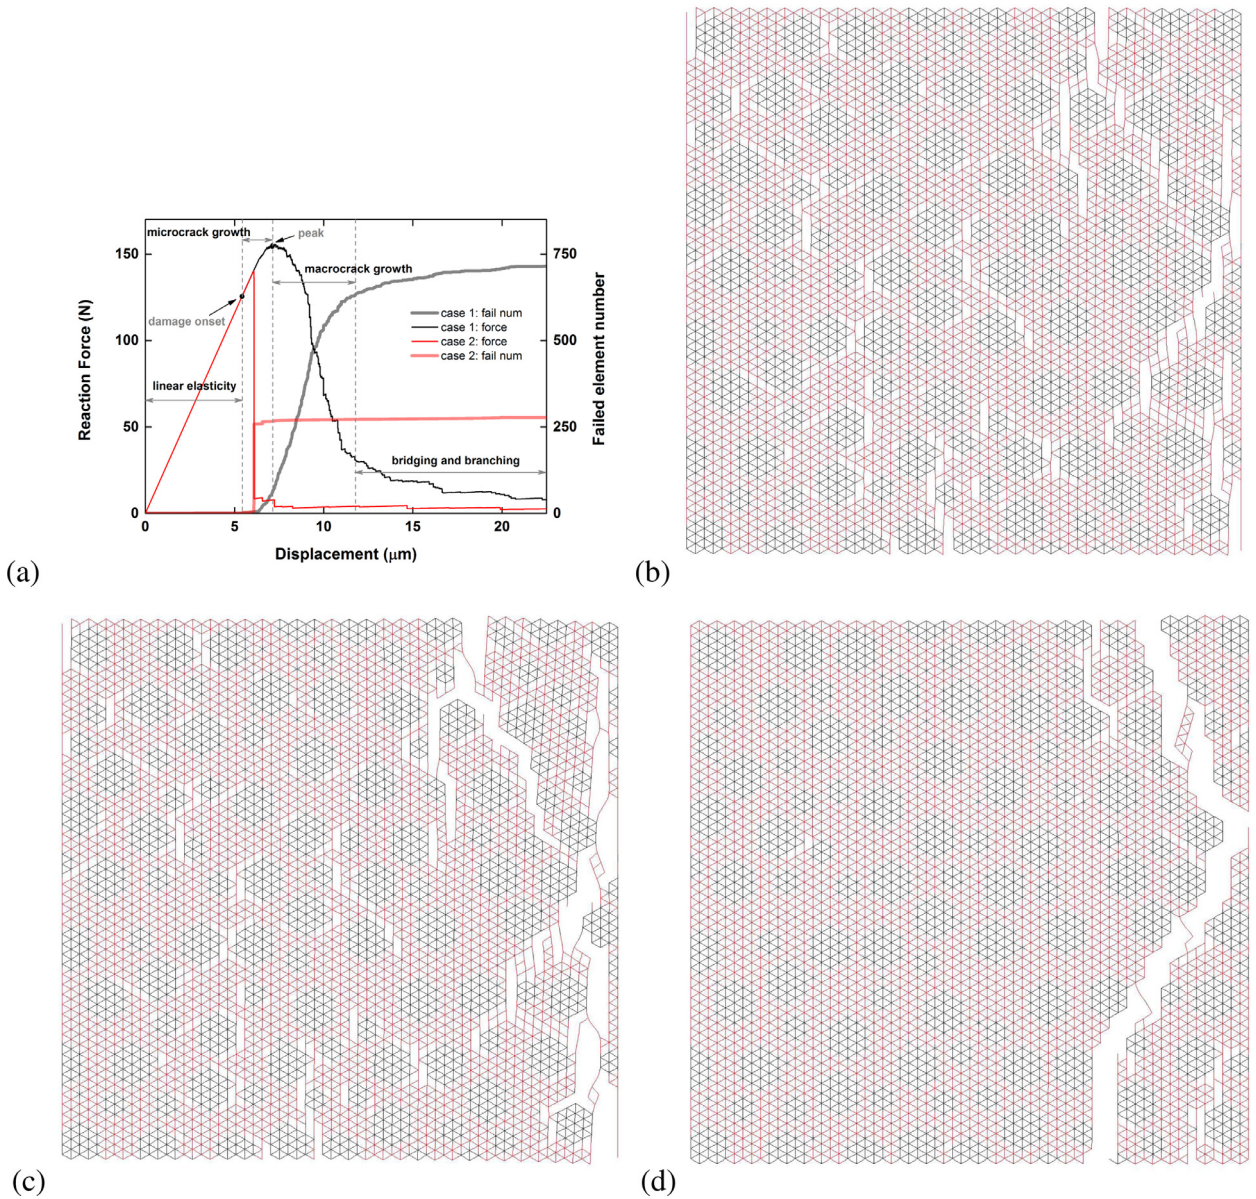 microcrack growth
peak
macrocrack growth
damage onset
linear elasticity
case 1: fail num
case 1: force
case 2: force
case 2: fail num
bridging and branching
Reaction Force (N)
150
100
50
0
Failed element number
750
500
250
0
0 5 10 15 20
Displacement (μm)
(a)
(b)
(c)
(d)